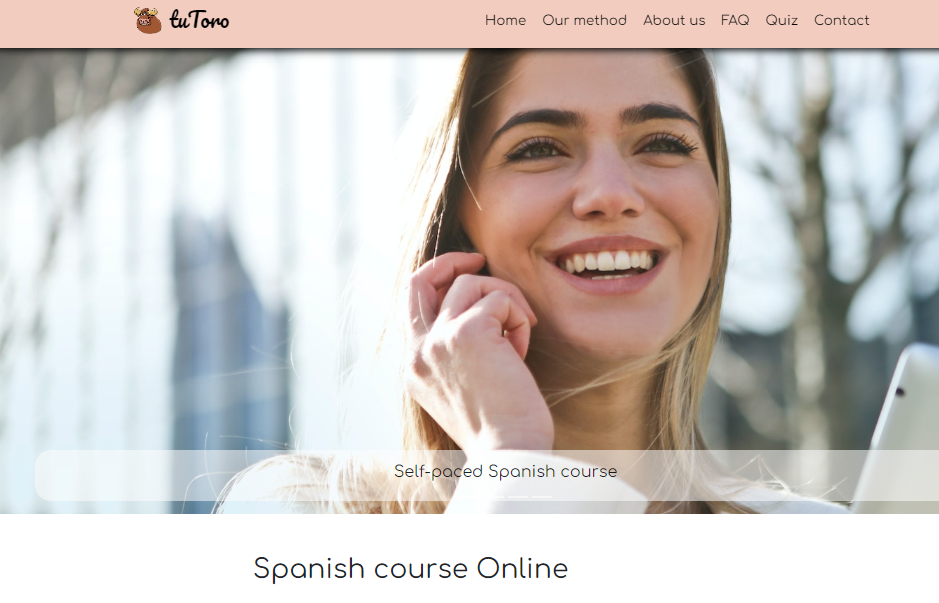 tuToro
Home Our method About us FAQ Quiz Contact
Self-paced Spanish course
Spanish course Online